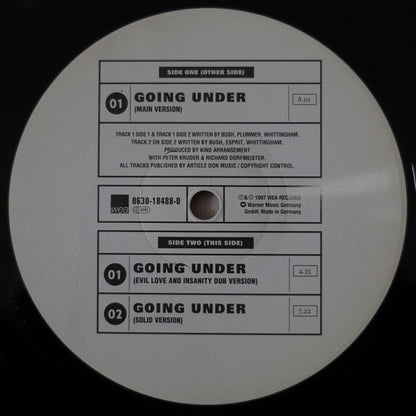 SIDE ONE (OTHER SIDE)
01 GOING UNDER 8.10
(MAIN VERSION)
TRACK 1 SIDE 1 & TRACK 1 SIDE 2 WRITTEN BY BUSH, PLUMMER, WHITTINGHAM.
TRACK 2 ON SIDE 2 WRITTEN BY BUSH, ESPRIT, WHITTINGHAM.
PRODUCED BY KIND ARRANGEMENT
WITH PETER KRUDER & RICHARD DORFMEISTER.
ALL TRACKS PUBLISHED BY ARTICLE DON MUSIC / COPYRIGHT CONTROL.
wea
0630-18488-0
℗ & © 1997 WEA RECORDS
Warner Music Germany
GmbH. Made in Germany
SIDE TWO (THIS SIDE)
01 GOING UNDER 4.35
(EVIL LOVE AND INSANITY DUB VERSION)
02 GOING UNDER
(SOLID VERSION)